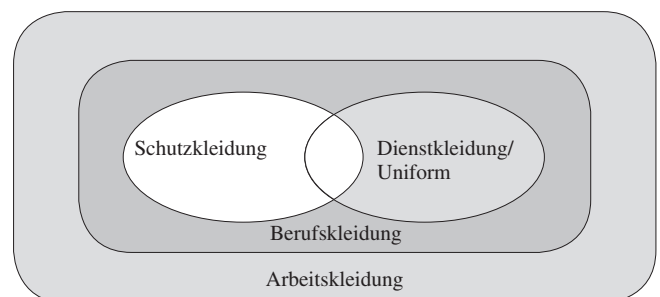 Schutzkleidung
Dienstkleidung/
Uniform
Berufskleidung
Arbeitskleidung